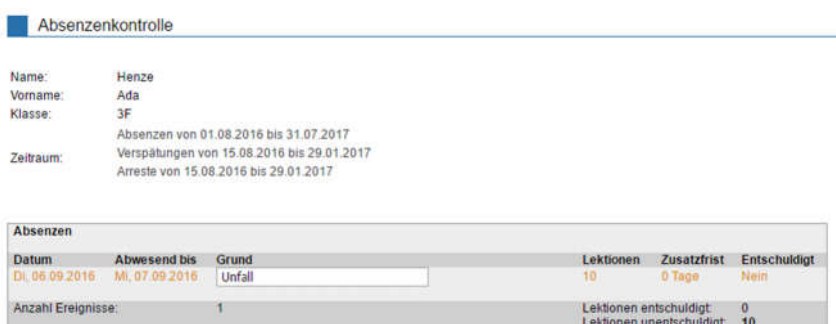 Absenzenkontrolle
Name: Henze
Vorname: Ada
Klasse: 3F
Absenzen von 01.08.2016 bis 31.07.2017
Zeitraum: Verspätungen von 15.08.2016 bis 29.01.2017
Arreste von 15.08.2016 bis 29.01.2017
Absenzen
Datum Abwesend bis Grund Lektionen Zusatzfrist Entschuldigt
Di, 06.09.2016 Mi, 07.09.2016 Unfall 10 0 Tage Nein
Anzahl Ereignisse: 1 Lektionen entschuldigt: 0
Lektionen unentschuldigt: 10